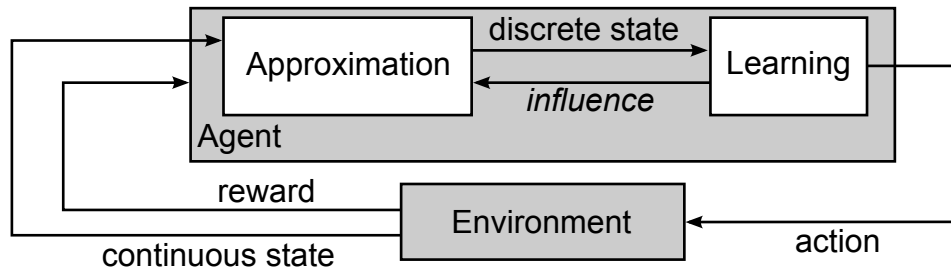 discrete state
Approximation
Learning
influence
Agent
reward
Environment
continuous state
action